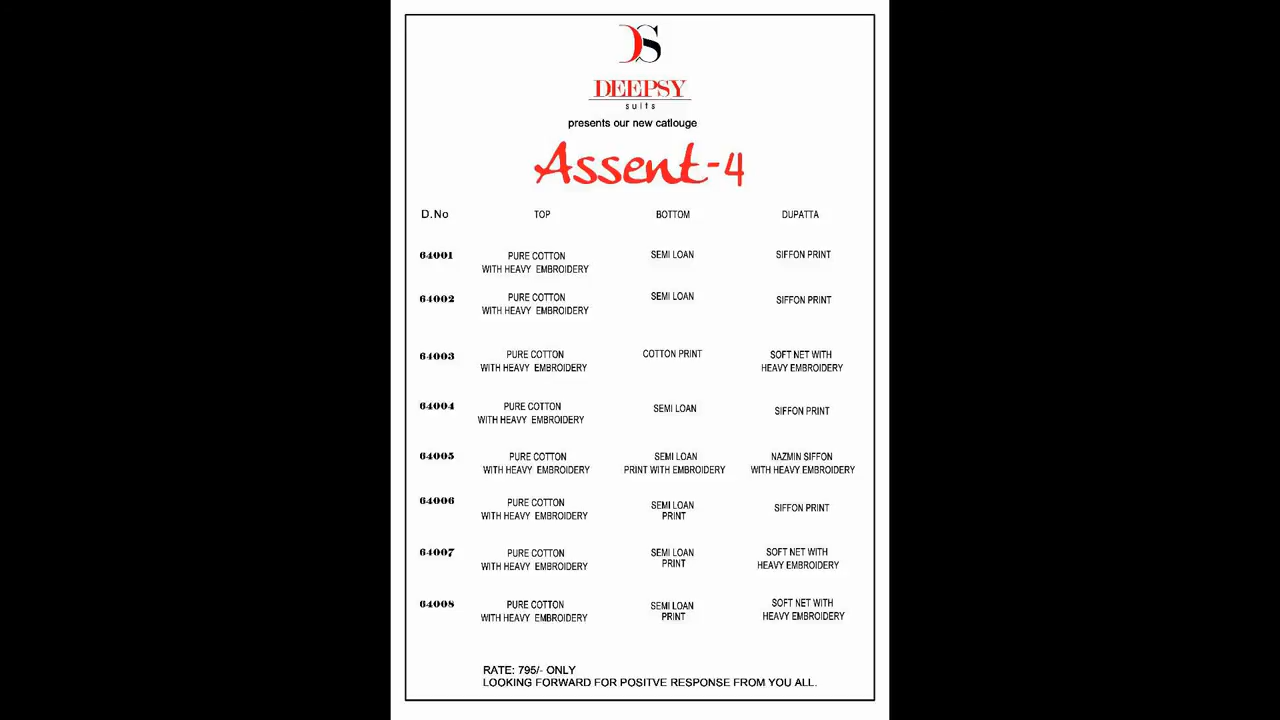 DS
DEEPSY
suits
presents our new catlouge
Assent-4
D.No TOP BOTTOM DUPATTA
64001 PURE COTTON SEMI LOAN SIFFON PRINT
WITH HEAVY EMBROIDERY
64002 PURE COTTON SEMI LOAN SIFFON PRINT
WITH HEAVY EMBROIDERY
64003 PURE COTTON COTTON PRINT SOFT NET WITH
WITH HEAVY EMBROIDERY HEAVY EMBROIDERY
64004 PURE COTTON SEMI LOAN SIFFON PRINT
WITH HEAVY EMBROIDERY
64005 PURE COTTON SEMI LOAN NAZMIN SIFFON
WITH HEAVY EMBROIDERY PRINT WITH EMBROIDERY WITH HEAVY EMBROIDERY
64006 PURE COTTON SEMI LOAN SIFFON PRINT
WITH HEAVY EMBROIDERY PRINT
64007 PURE COTTON SEMI LOAN SOFT NET WITH
WITH HEAVY EMBROIDERY PRINT HEAVY EMBROIDERY
64008 PURE COTTON SEMI LOAN SOFT NET WITH
WITH HEAVY EMBROIDERY PRINT HEAVY EMBROIDERY
RATE: 795/- ONLY
LOOKING FORWARD FOR POSITVE RESPONSE FROM YOU ALL.